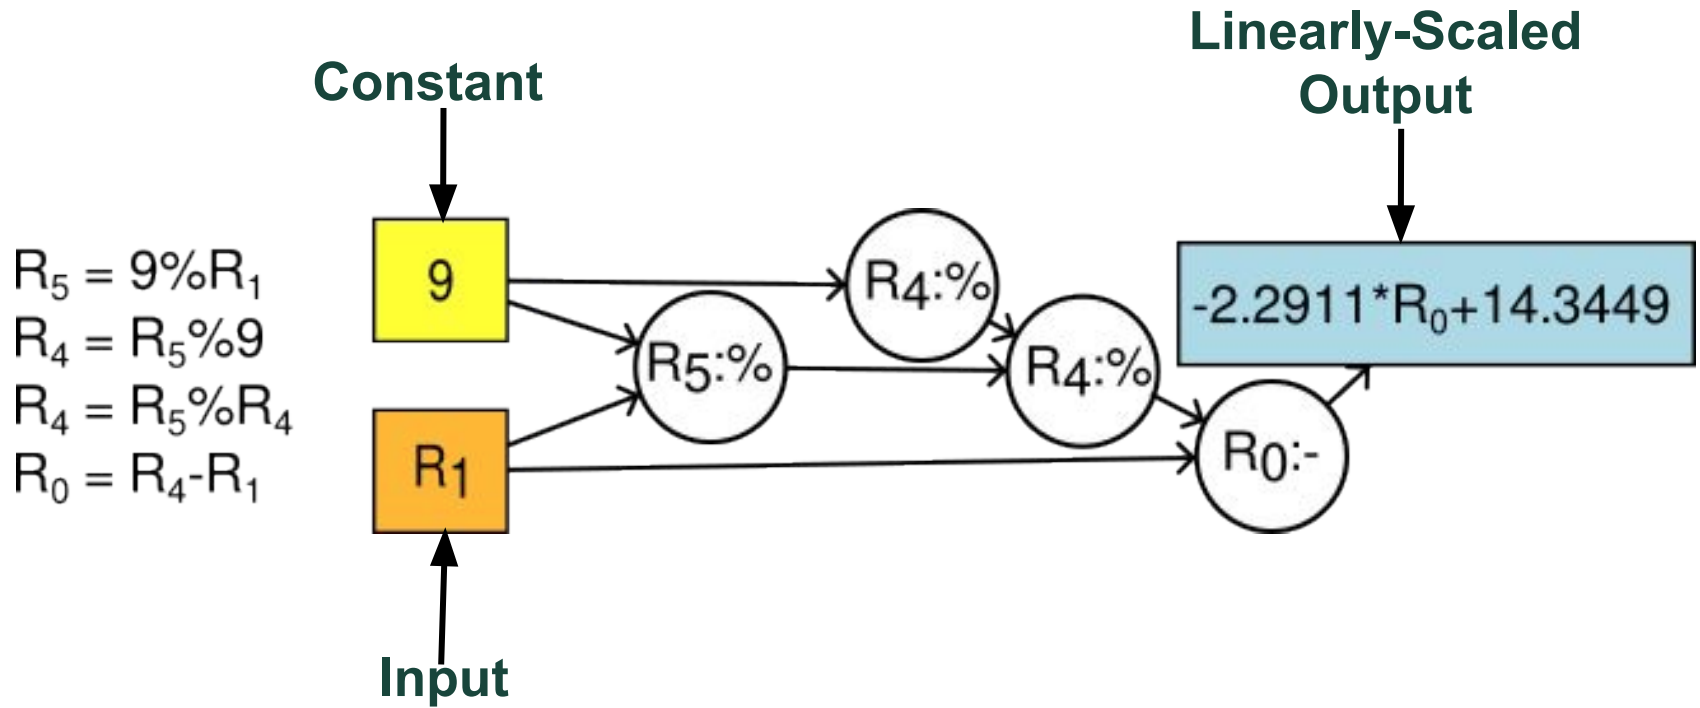 Linearly-Scaled
Output
Constant
R₅ = 9%R₁
R₄ = R₅%9
R₄ = R₅%R₄
R₀ = R₄-R₁
9
R₁
R₅:%
R₄:%
R₄:%
R₀:-
-2.2911*R₀+14.3449
Input